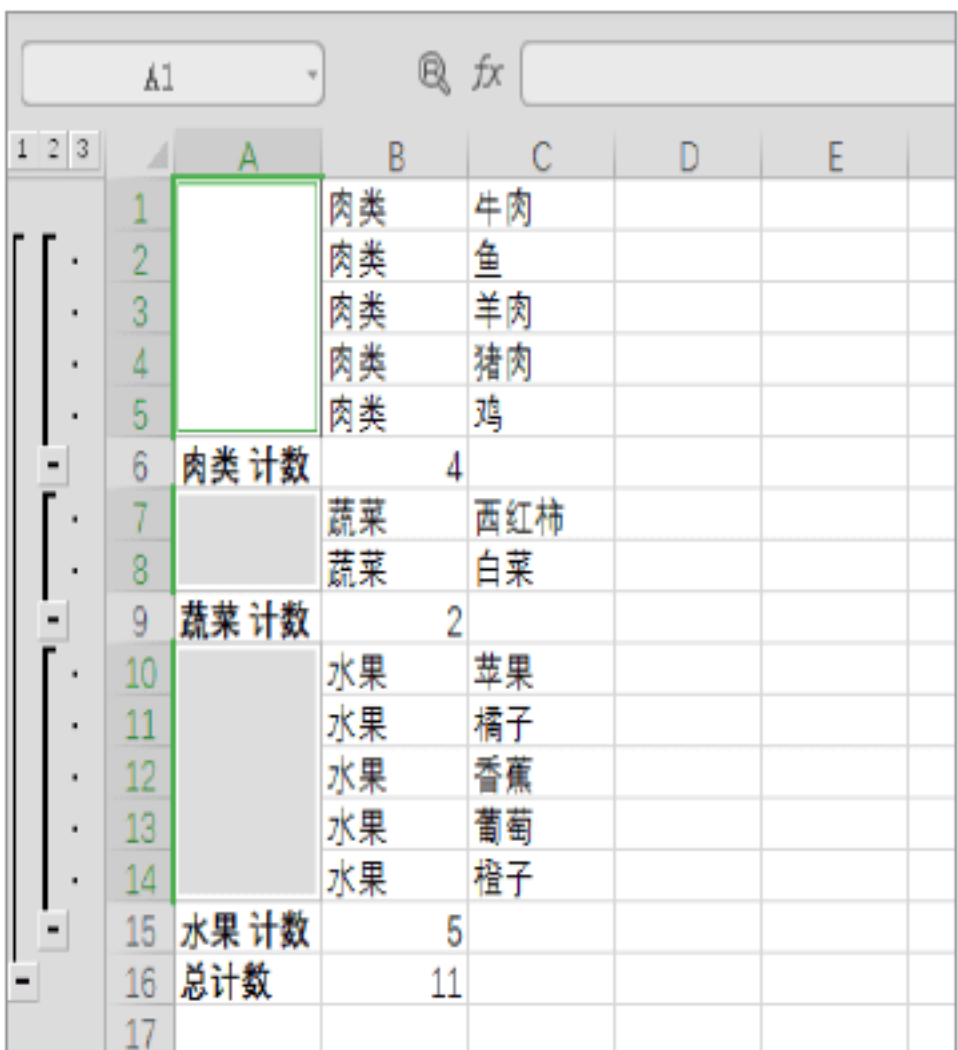 A1 fx
1 2 3 A B C D E
1 肉类 牛肉
2 肉类 鱼
3 肉类 羊肉
4 肉类 猪肉
5 肉类 鸡
6 肉类 计数 4
7 蔬菜 西红柿
8 蔬菜 白菜
9 蔬菜 计数 2
10 水果 苹果
11 水果 橘子
12 水果 香蕉
13 水果 葡萄
14 水果 橙子
15 水果 计数 5
16 总计数 11
17